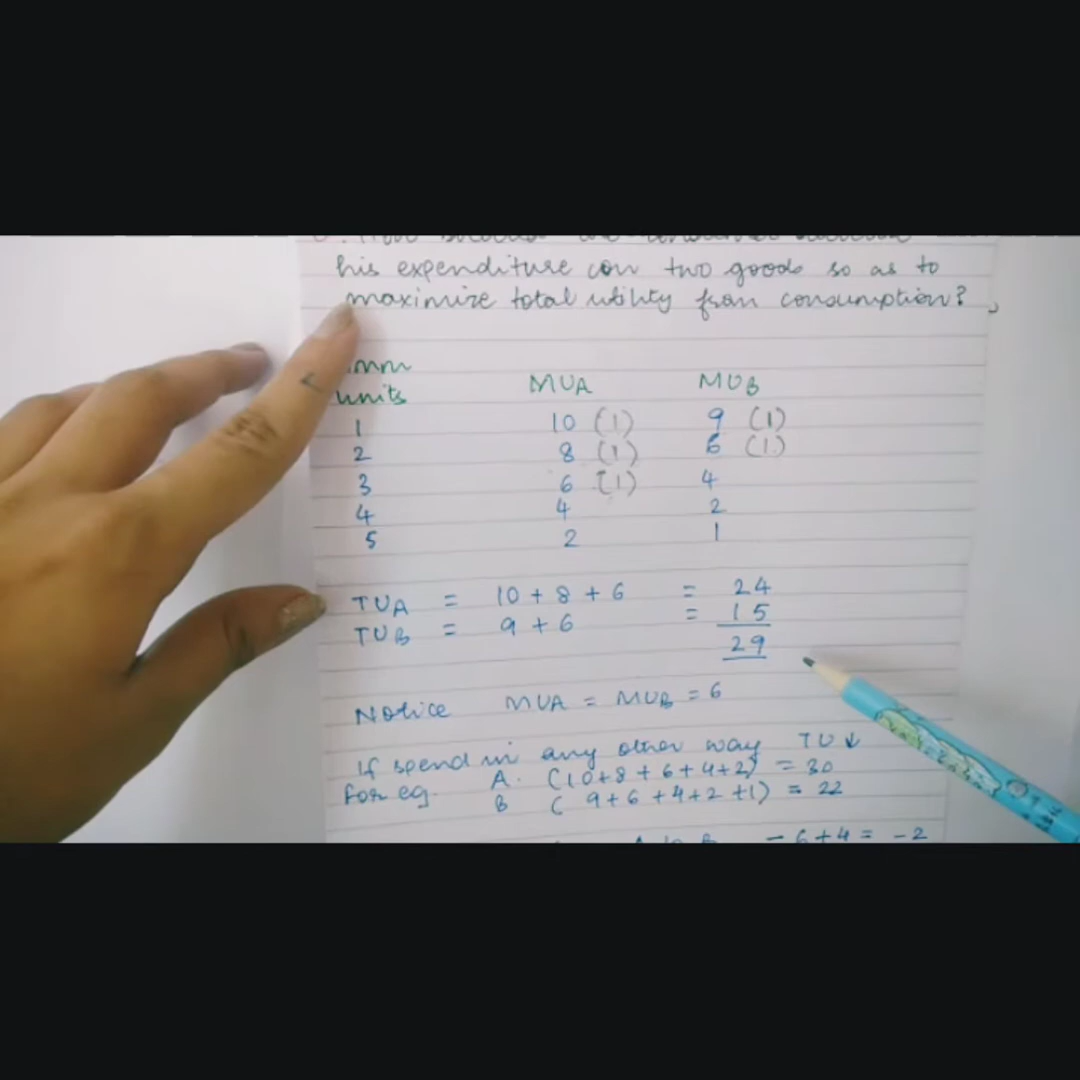 his expenditure on two goods so as to
maximize total utility from consumption?
units MUA MUB
1 10 (1) 9 (1)
2 8 (1) 6 (1)
3 6 (1) 4
4 4 2
5 2 1
TUA = 10 + 8 + 6 = 24
TUB = 9 + 6 = 15
29
Notice MUA = MUB = 6
If spend in any other way TU ↓
for eg. A. (10+8+6+4+2) = 30
B (9+6+4+2+1) = 22
- 6+4 = -2